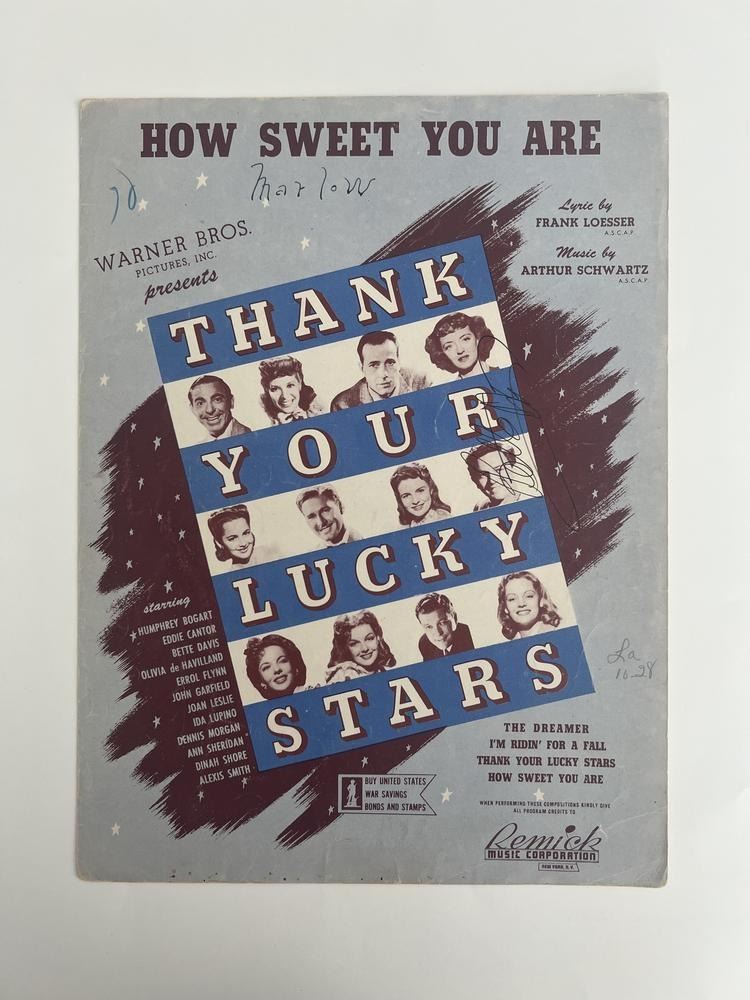 HOW SWEET YOU ARE
Marlow
WARNER BROS.
PICTURES, INC.
presents
Lyric by
FRANK LOESSER
A.S.C.A.P.
Music by
ARTHUR SCHWARTZ
A.S.C.A.P.
THANK
YOUR
LUCKY
STARS
starring
HUMPHREY BOGART
EDDIE CANTOR
BETTE DAVIS
OLIVIA de HAVILLAND
ERROL FLYNN
JOHN GARFIELD
JOAN LESLIE
IDA LUPINO
DENNIS MORGAN
ANN SHERIDAN
DINAH SHORE
ALEXIS SMITH
La
10-28
THE DREAMER
I'M RIDIN' FOR A FALL
THANK YOUR LUCKY STARS
HOW SWEET YOU ARE
BUY UNITED STATES
WAR SAVINGS
BONDS AND STAMPS
WHEN PERFORMING THESE COMPOSITIONS KINDLY GIVE
ALL PROGRAM CREDITS TO
Remick
MUSIC CORPORATION
NEW YORK, N.Y.